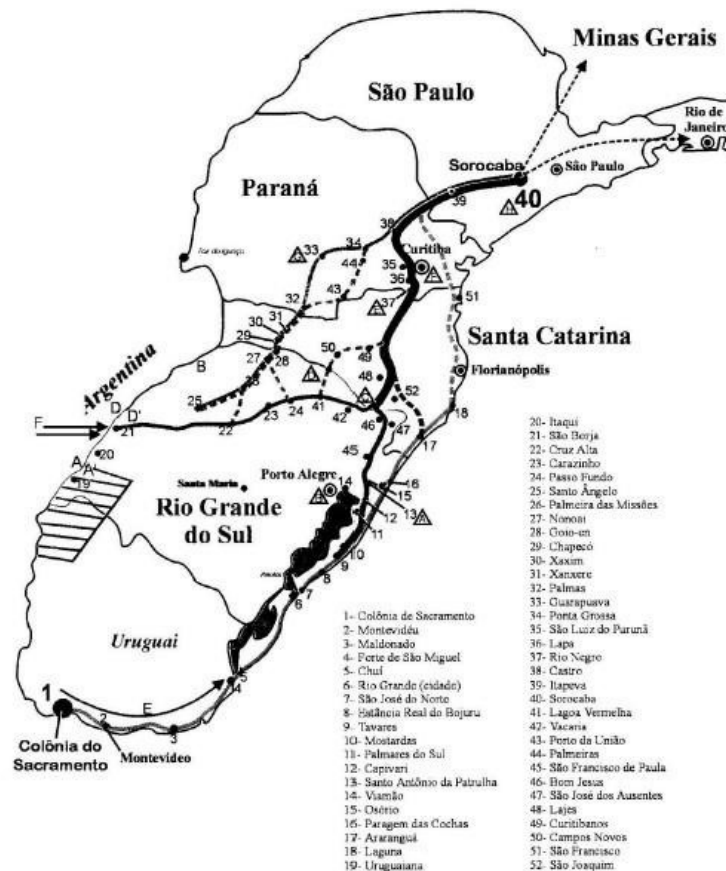 Minas Gerais
São Paulo
Rio de
Janeiro
Sorocaba
São Paulo
40
39
Paraná
38
33
34
44
Curitiba
35
36
43
32
37
51
31
30
29
Santa Catarina
50
49
27
28
B
Argentina
48
52
Florianópolis
25
D
D'
F
21
22
23
24
41
42
46
47
17
18
20
A
A'
19
45
Santa Maria
Porto Alegre
14
16
15
13
12
11
Rio Grande
do Sul
10
9
8
7
6
Uruguai
5
4
1
E
2
3
Colônia do
Sacramento
Montevideo
1- Colônia de Sacramento
2- Montevidéu
3- Maldonado
4- Forte de São Miguel
5- Chuí
6- Rio Grande (cidade)
7- São José do Norte
8- Estância Real do Bojuru
9- Tavares
10- Mostardas
11- Palmares do Sul
12- Capivari
13- Santo Antônio da Patrulha
14- Viamão
15- Osório
16- Paragem das Cochas
17- Araranguá
18- Laguna
19- Uruguaiana
20- Itaqui
21- São Borja
22- Cruz Alta
23- Carazinho
24- Passo Fundo
25- Santo Ângelo
26- Palmeira das Missões
27- Nonoai
28- Goio-en
29- Chapecó
30- Xaxim
31- Xanxere
32- Palmas
33- Guarapuava
34- Ponta Grossa
35- São Luiz do Purunã
36- Lapa
37- Rio Negro
38- Castro
39- Itapeva
40- Sorocaba
41- Lagoa Vermelha
42- Vacaria
43- Porto da União
44- Palmeiras
45- São Francisco de Paula
46- Bom Jesus
47- São José dos Ausentes
48- Lajes
49- Curitibanos
50- Campos Novos
51- São Francisco
52- São Joaquim